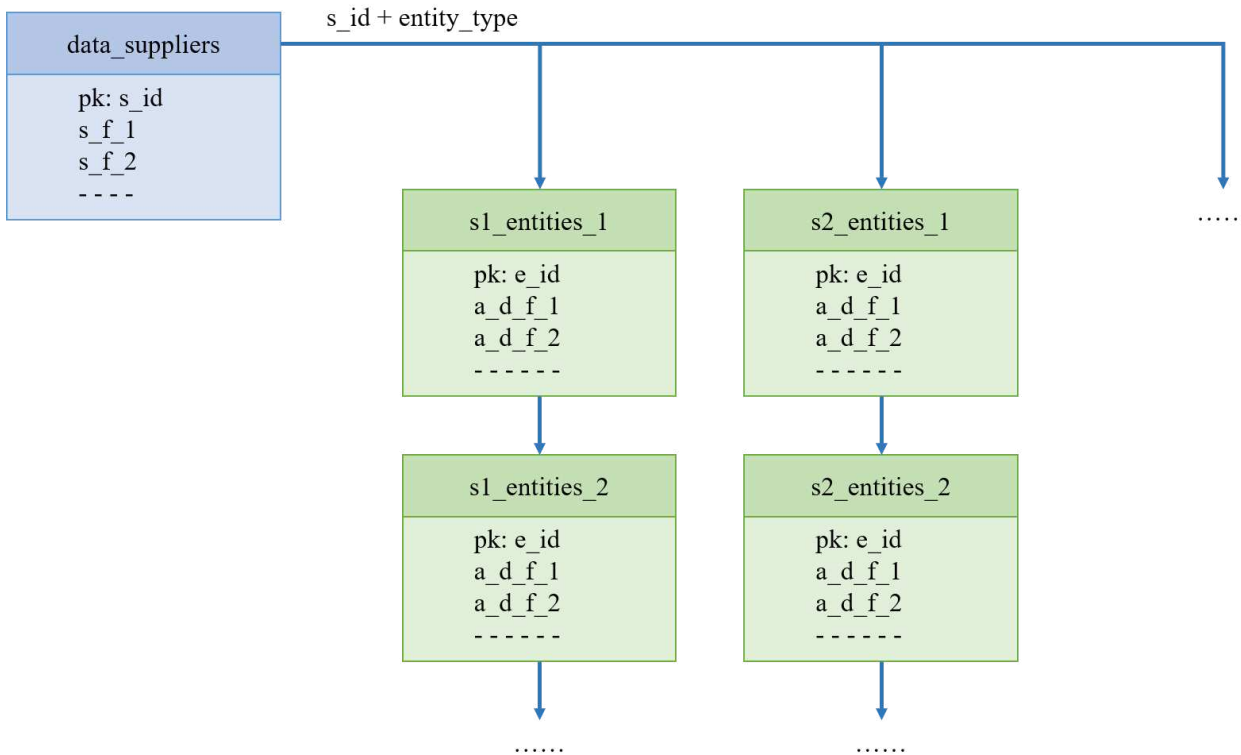 s_id + entity_type
data_suppliers
pk: s_id
s_f_1
s_f_2
- - - -
.....
s1_entities_1
pk: e_id
a_d_f_1
a_d_f_2
- - - - - -
s2_entities_1
pk: e_id
a_d_f_1
a_d_f_2
- - - - - -
s1_entities_2
pk: e_id
a_d_f_1
a_d_f_2
- - - - - -
s2_entities_2
pk: e_id
a_d_f_1
a_d_f_2
- - - - - -
......
......